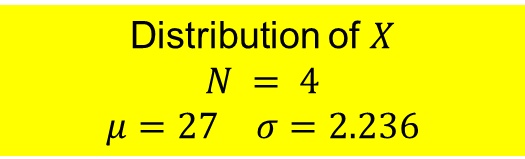 Distribution of X
N = 4
μ = 27 σ = 2.236